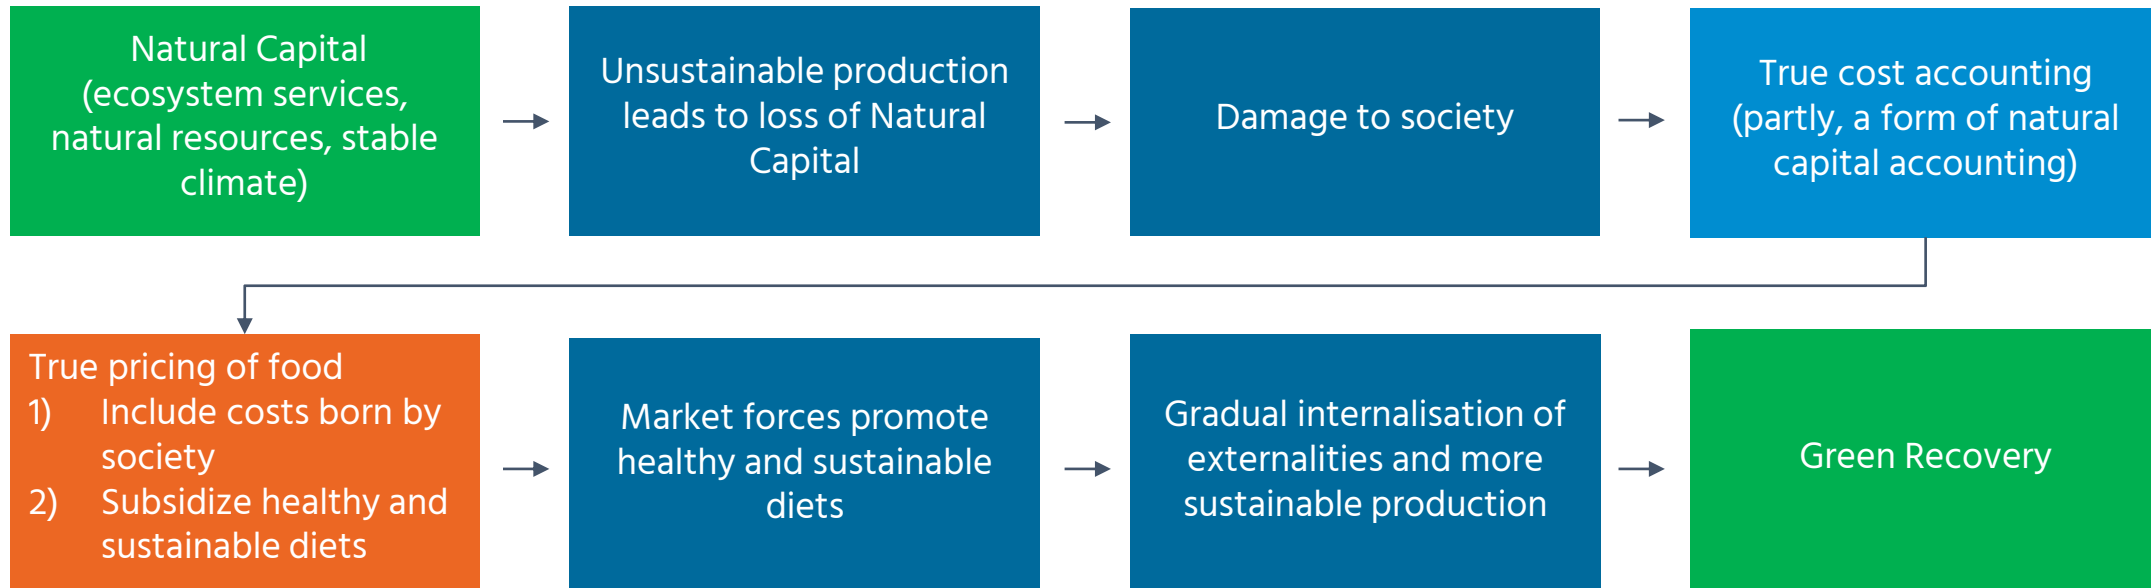 Natural Capital
(ecosystem services,
natural resources, stable
climate)
Unsustainable production
leads to loss of Natural
Capital
Damage to society
True cost accounting
(partly, a form of natural
capital accounting)
True pricing of food
1) Include costs born by
society
2) Subsidize healthy and
sustainable diets
Market forces promote
healthy and sustainable
diets
Gradual internalisation of
externalities and more
sustainable production
Green Recovery